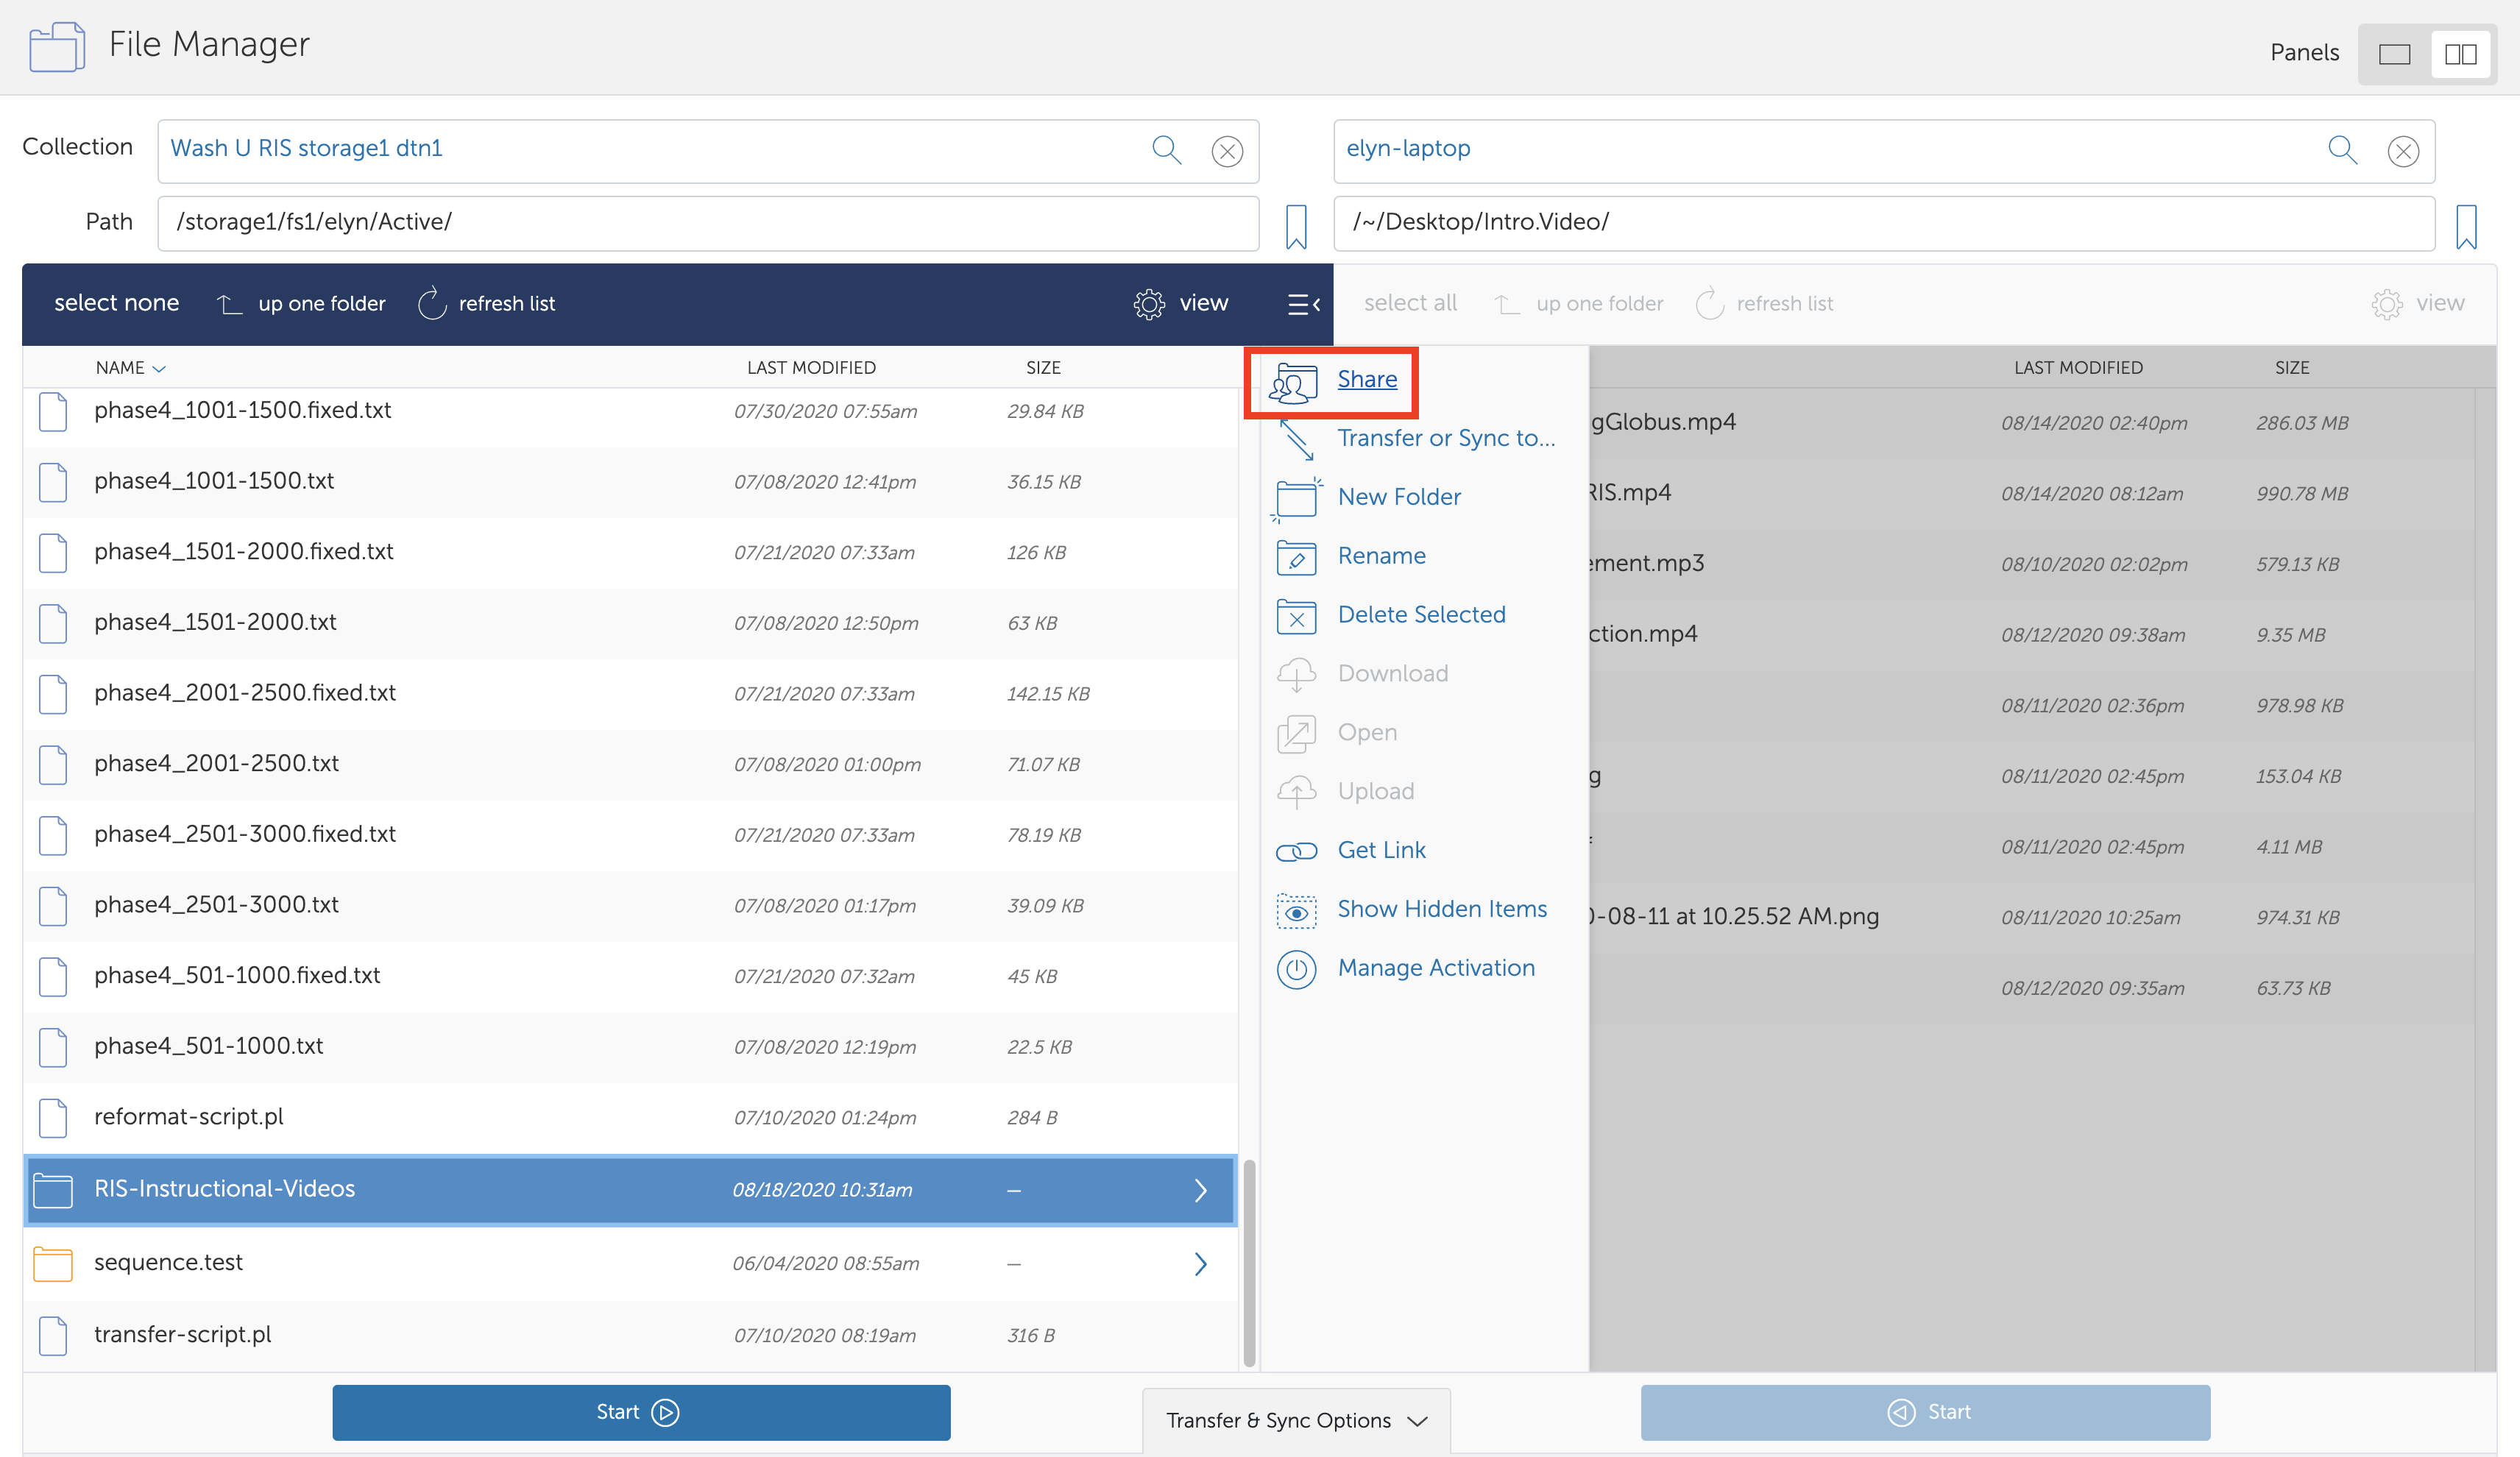 File Manager
Panels
Collection
Wash U RIS storage1 dtn1
elyn-laptop
Path
/storage1/fs1/elyn/Active/
/~/Desktop/Intro.Video/
select none up one folder refresh list view
select all up one folder refresh list view
NAME LAST MODIFIED SIZE
phase4_1001-1500.fixed.txt 07/30/2020 07:55am 29.84 KB
phase4_1001-1500.txt 07/08/2020 12:41pm 36.15 KB
phase4_1501-2000.fixed.txt 07/21/2020 07:33am 126 KB
phase4_1501-2000.txt 07/08/2020 12:50pm 63 KB
phase4_2001-2500.fixed.txt 07/21/2020 07:33am 142.15 KB
phase4_2001-2500.txt 07/08/2020 01:00pm 71.07 KB
phase4_2501-3000.fixed.txt 07/21/2020 07:33am 78.19 KB
phase4_2501-3000.txt 07/08/2020 01:17pm 39.09 KB
phase4_501-1000.fixed.txt 07/21/2020 07:32am 45 KB
phase4_501-1000.txt 07/08/2020 12:19pm 22.5 KB
reformat-script.pl 07/10/2020 01:24pm 284 B
RIS-Instructional-Videos 08/18/2020 10:31am –
sequence.test 06/04/2020 08:55am –
transfer-script.pl 07/10/2020 08:19am 316 B
Share
Transfer or Sync to...
New Folder
Rename
Delete Selected
Download
Open
Upload
Get Link
Show Hidden Items
Manage Activation
LAST MODIFIED SIZE
gGlobus.mp4 08/14/2020 02:40pm 286.03 MB
RIS.mp4 08/14/2020 08:12am 990.78 MB
ement.mp3 08/10/2020 02:02pm 579.13 KB
ction.mp4 08/12/2020 09:38am 9.35 MB
08/11/2020 02:36pm 978.98 KB
g 08/11/2020 02:45pm 153.04 KB
08/11/2020 02:45pm 4.11 MB
0-08-11 at 10.25.52 AM.png 08/11/2020 10:25am 974.31 KB
08/12/2020 09:35am 63.73 KB
Start
Transfer & Sync Options
Start